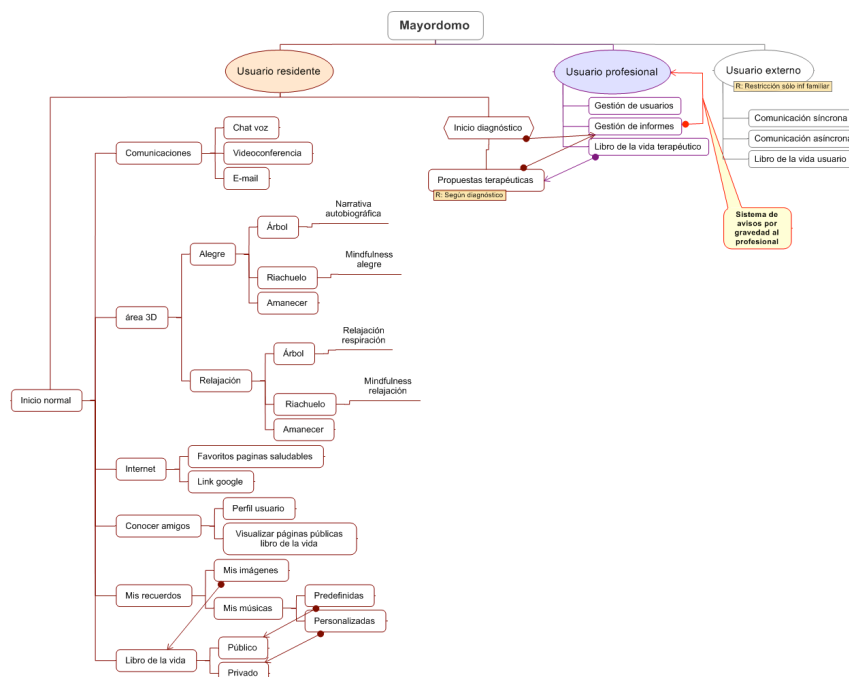 Mayordomo
Usuario residente
Usuario profesional
Usuario externo
R: Restricción sólo inf familiar
Gestión de usuarios
Gestión de informes
Libro de la vida terapéutico
Comunicación síncrona
Comunicación asíncrona
Libro de la vida usuario
Inicio diagnóstico
Propuestas terapéuticas
R: Según diagnóstico
Sistema de
avisos por
gravedad al
profesional
Inicio normal
Comunicaciones
Chat voz
Videoconferencia
E-mail
área 3D
Alegre
Árbol
Narrativa
autobiográfica
Riachuelo
Mindfulness
alegre
Amanecer
Relajación
Árbol
Relajación
respiración
Riachuelo
Mindfulness
relajación
Amanecer
Internet
Favoritos paginas saludables
Link google
Conocer amigos
Perfil usuario
Visualizar páginas públicas
libro de la vida
Mis recuerdos
Mis imágenes
Mis músicas
Predefinidas
Personalizadas
Libro de la vida
Público
Privado